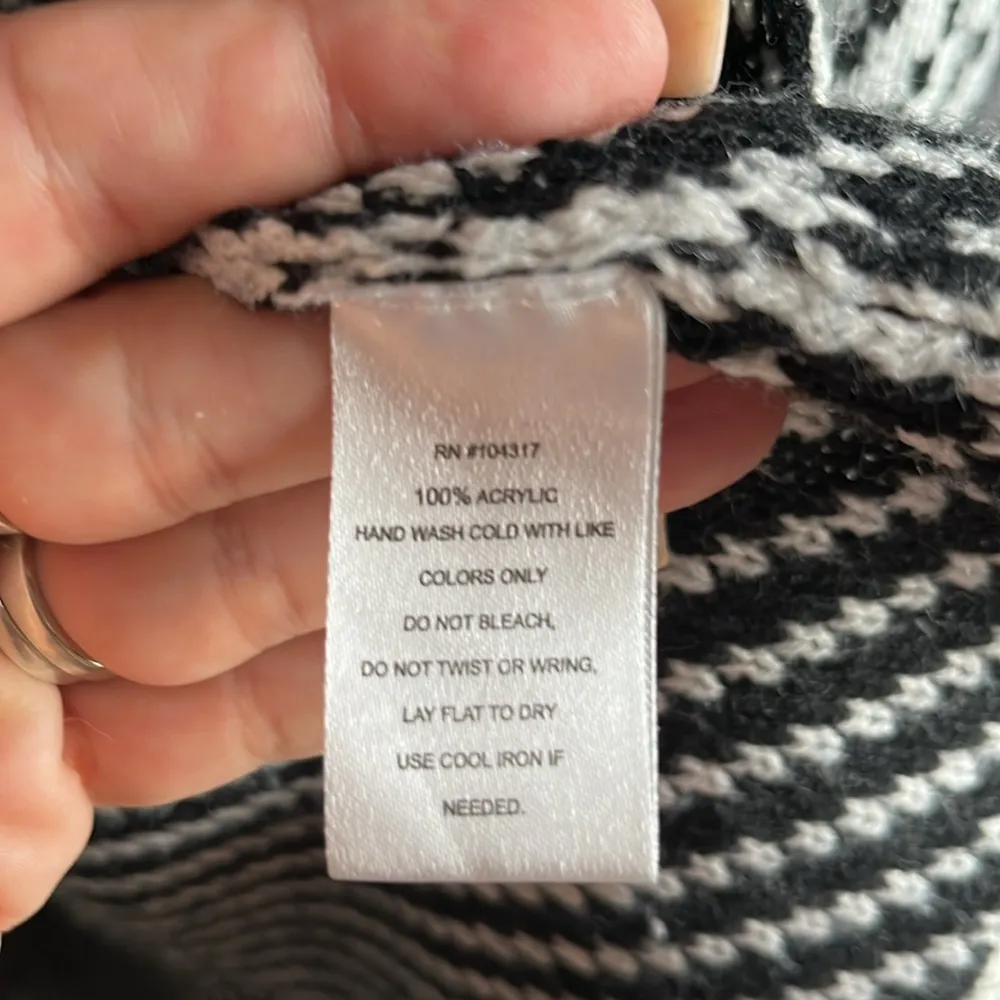 RN #104317
100% ACRYLIC
HAND WASH COLD WITH LIKE
COLORS ONLY
DO NOT BLEACH,
DO NOT TWIST OR WRING,
LAY FLAT TO DRY
USE COOL IRON IF
NEEDED.